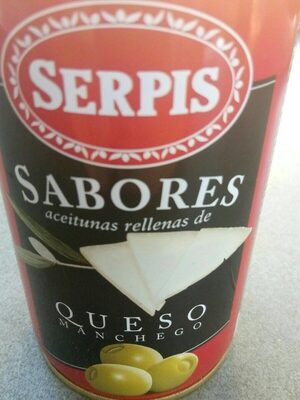 SERPIS
SABORES
aceitunas rellenas de
QUESO
MANCHEGO